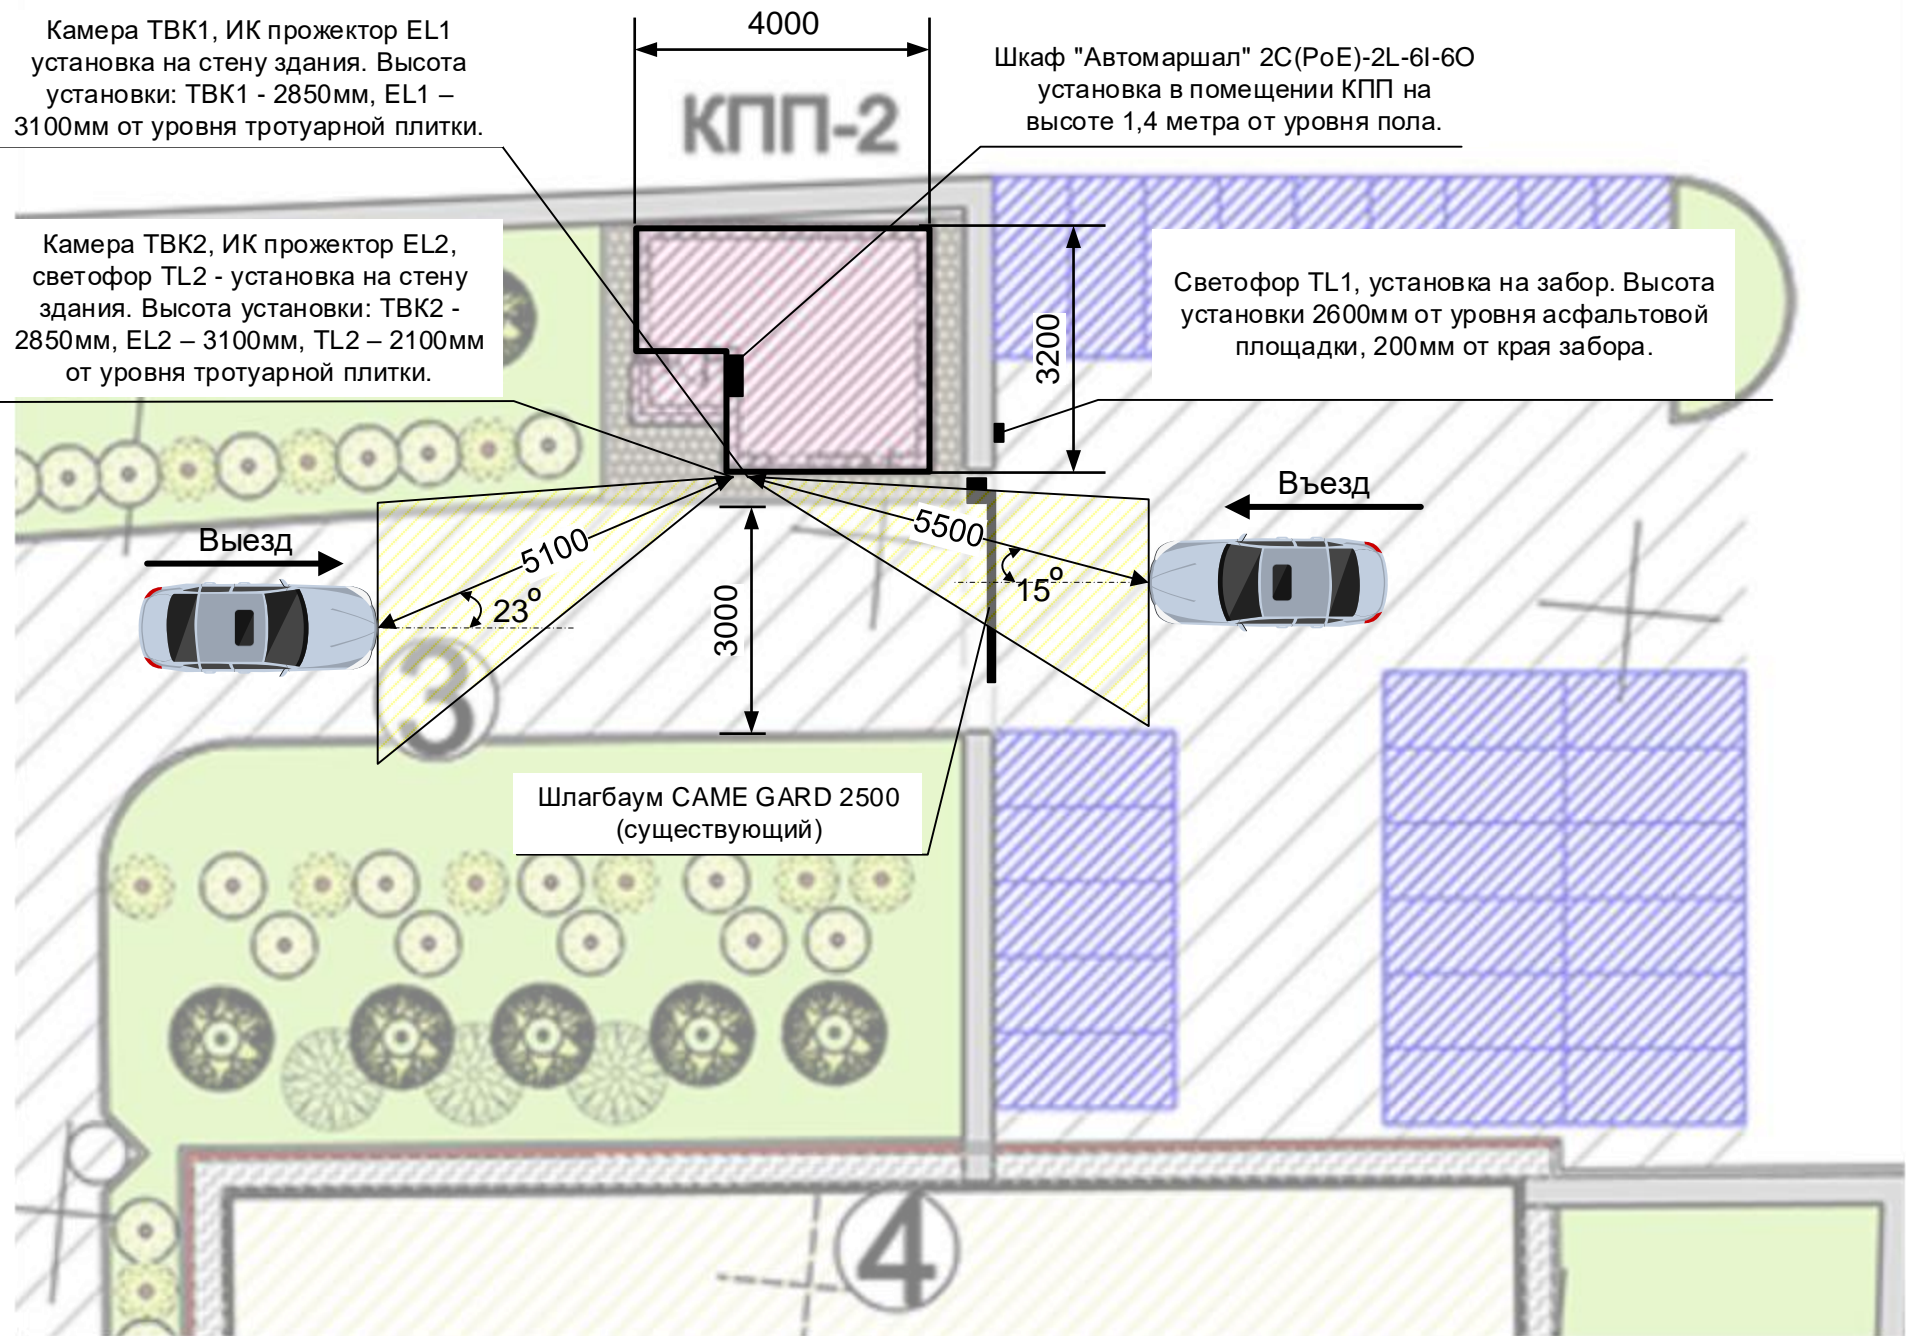 Камера ТВК1, ИК прожектор EL1
установка на стену здания. Высота
установки: ТВК1 - 2850мм, EL1 –
3100мм от уровня тротуарной плитки.
4000
КПП-2
Шкаф "Автомаршал" 2C(PoE)-2L-6I-6O
установка в помещении КПП на
высоте 1,4 метра от уровня пола.
Камера ТВК2, ИК прожектор EL2,
светофор TL2 - установка на стену
здания. Высота установки: ТВК2 -
2850мм, EL2 – 3100мм, TL2 – 2100мм
от уровня тротуарной плитки.
3200
Светофор TL1, установка на забор. Высота
установки 2600мм от уровня асфальтовой
площадки, 200мм от края забора.
Выезд
Въезд
5100
5500
23°
15°
3000
3
Шлагбаум CAME GARD 2500
(существующий)
4